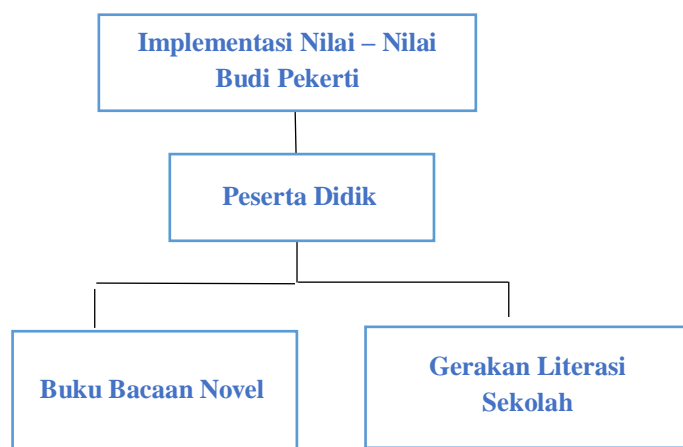 Implementasi Nilai – Nilai
Budi Pekerti
Peserta Didik
Buku Bacaan Novel
Gerakan Literasi
Sekolah